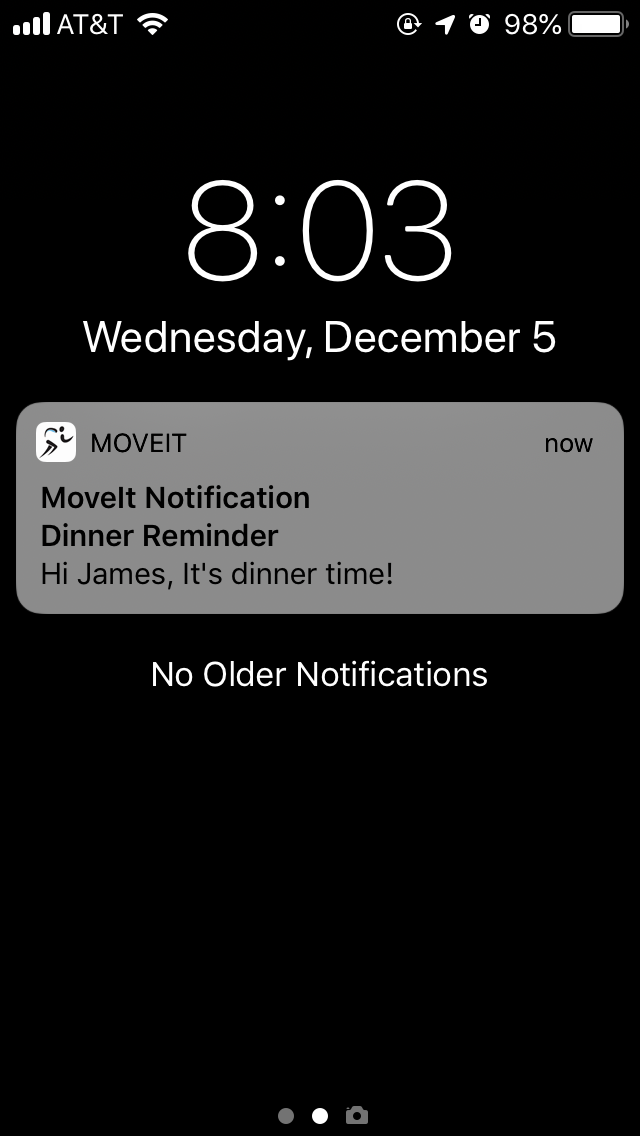 AT&T 98%
8:03
Wednesday, December 5
MOVEIT now
MoveIt Notification
Dinner Reminder
Hi James, It's dinner time!
No Older Notifications